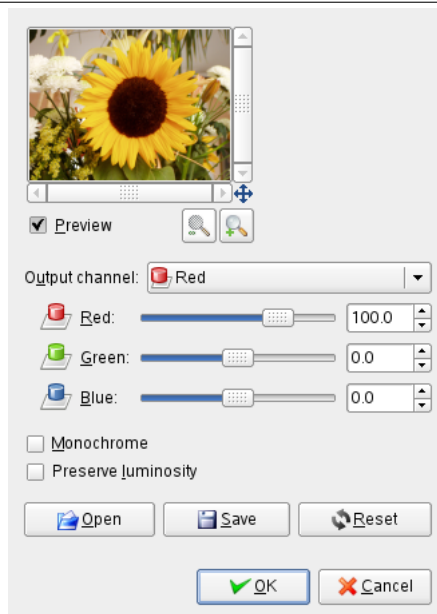 Preview
Output channel: Red
Red: 100.0
Green: 0.0
Blue: 0.0
Monochrome
Preserve luminosity
Open Save Reset
OK Cancel